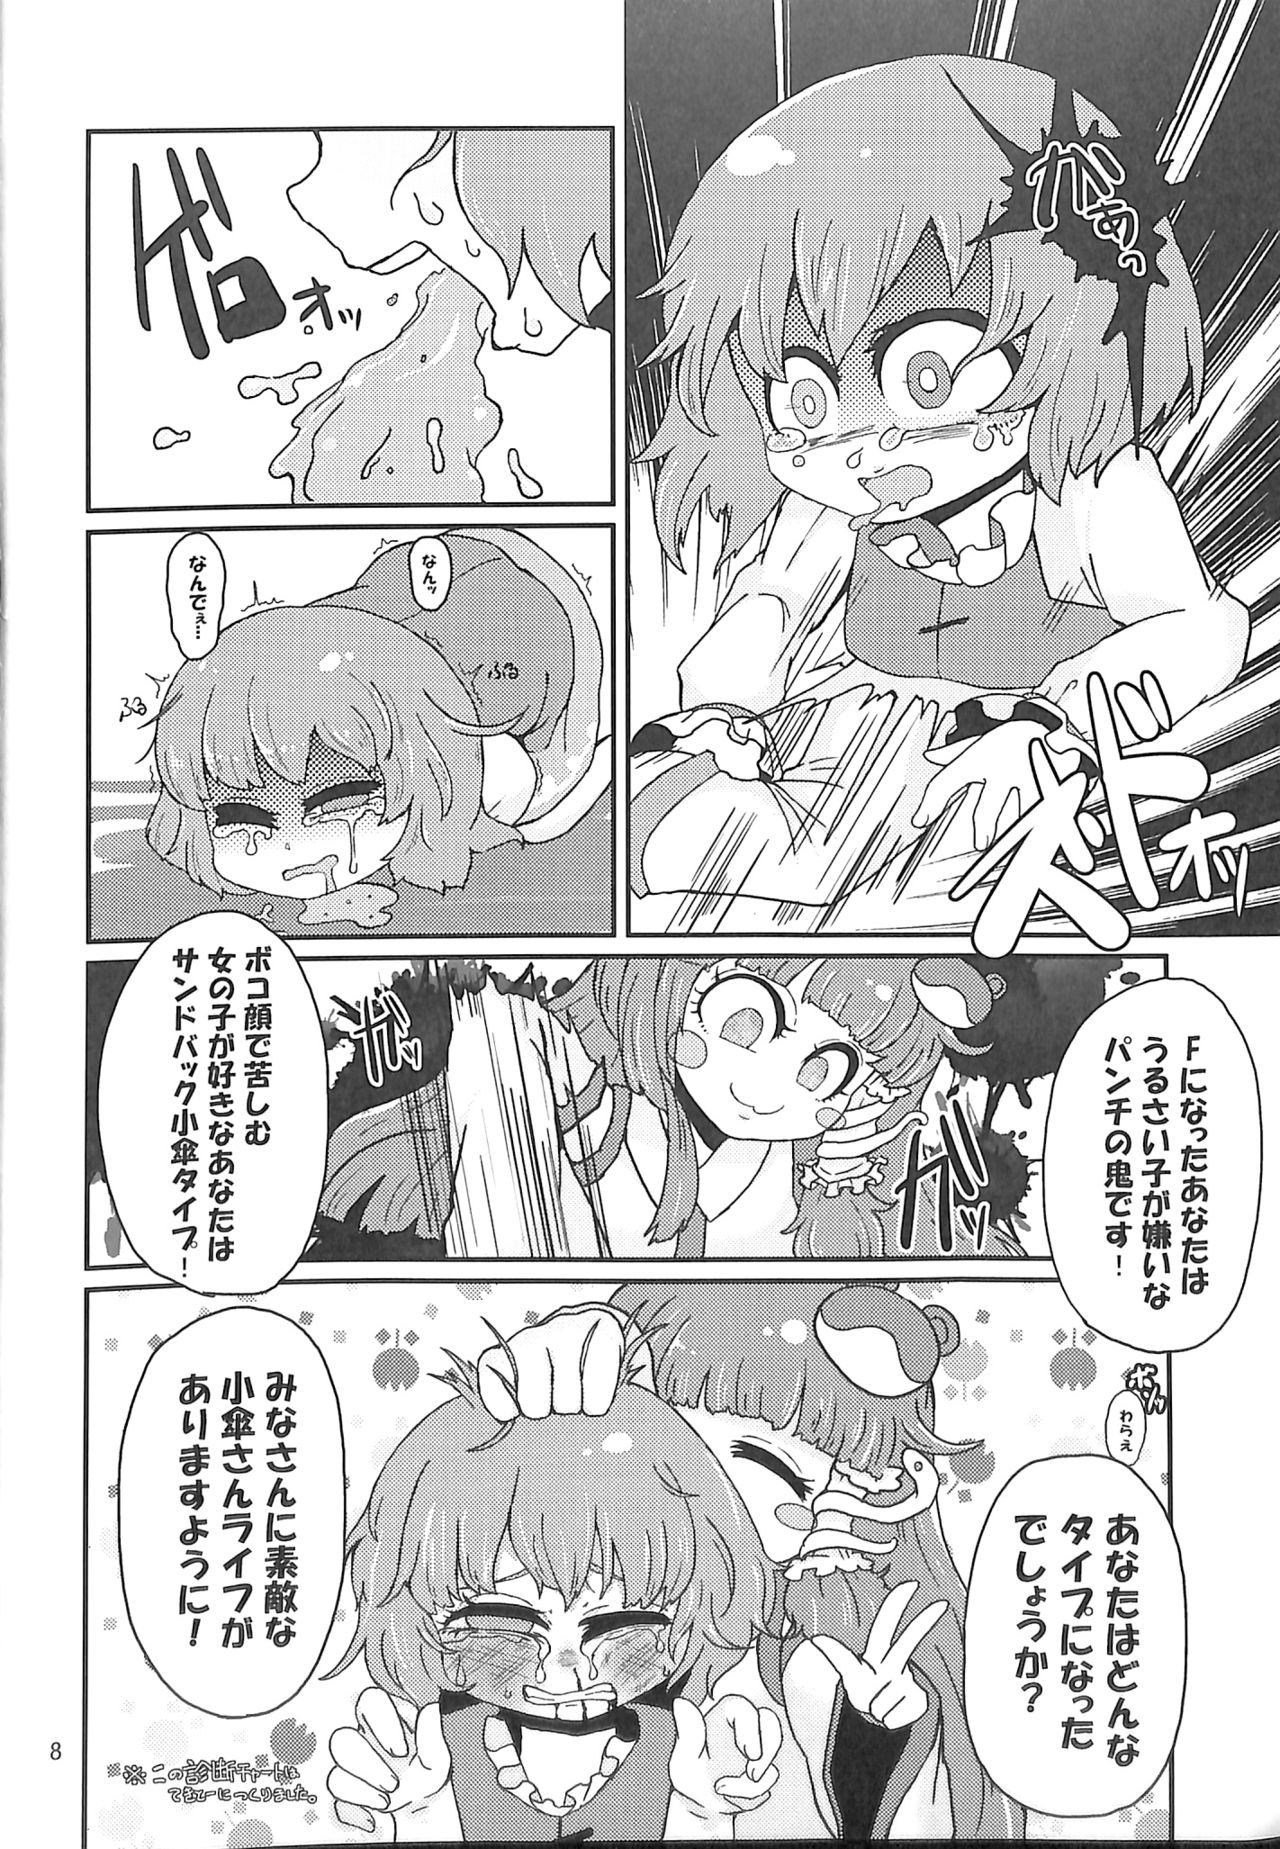 がぁっ
ズドォッ
ゲロォッ
なんッ
なんでぇ…
ぷる
ぷる
Fになったあなたは
うるさい子が嫌いな
パンチの鬼です！
ガッ
ガッ
ボコ顔で苦しむ
女の子が好きなあなたは
サンドバック小傘タイプ！
ボソッ
わらえ
あなたはどんな
タイプになった
でしょうか？
みなさんに素敵な
小傘さんライフが
ありますように！
※この診断チャートは
てきとーにつくりました。
8